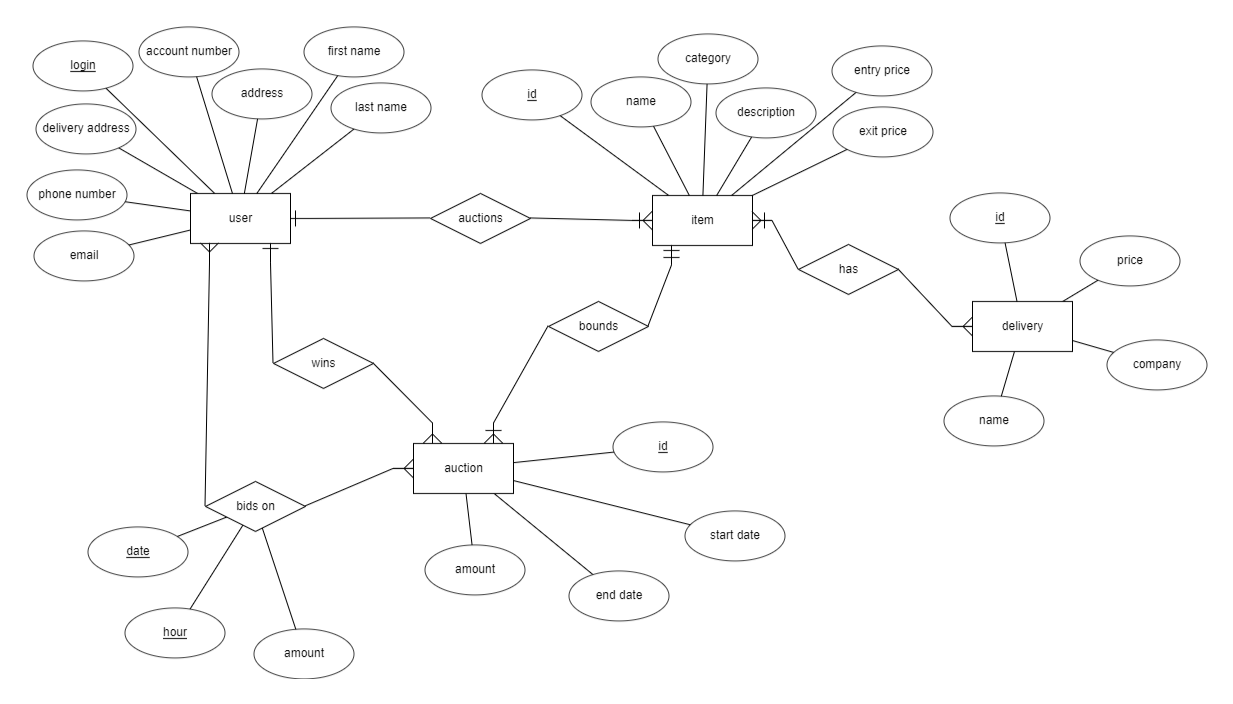 login
account number
first name
address
last name
delivery address
phone number
email
user
auctions
id
name
category
description
entry price
exit price
item
has
id
price
delivery
company
name
bounds
wins
auction
id
start date
end date
amount
bids on
date
hour
amount